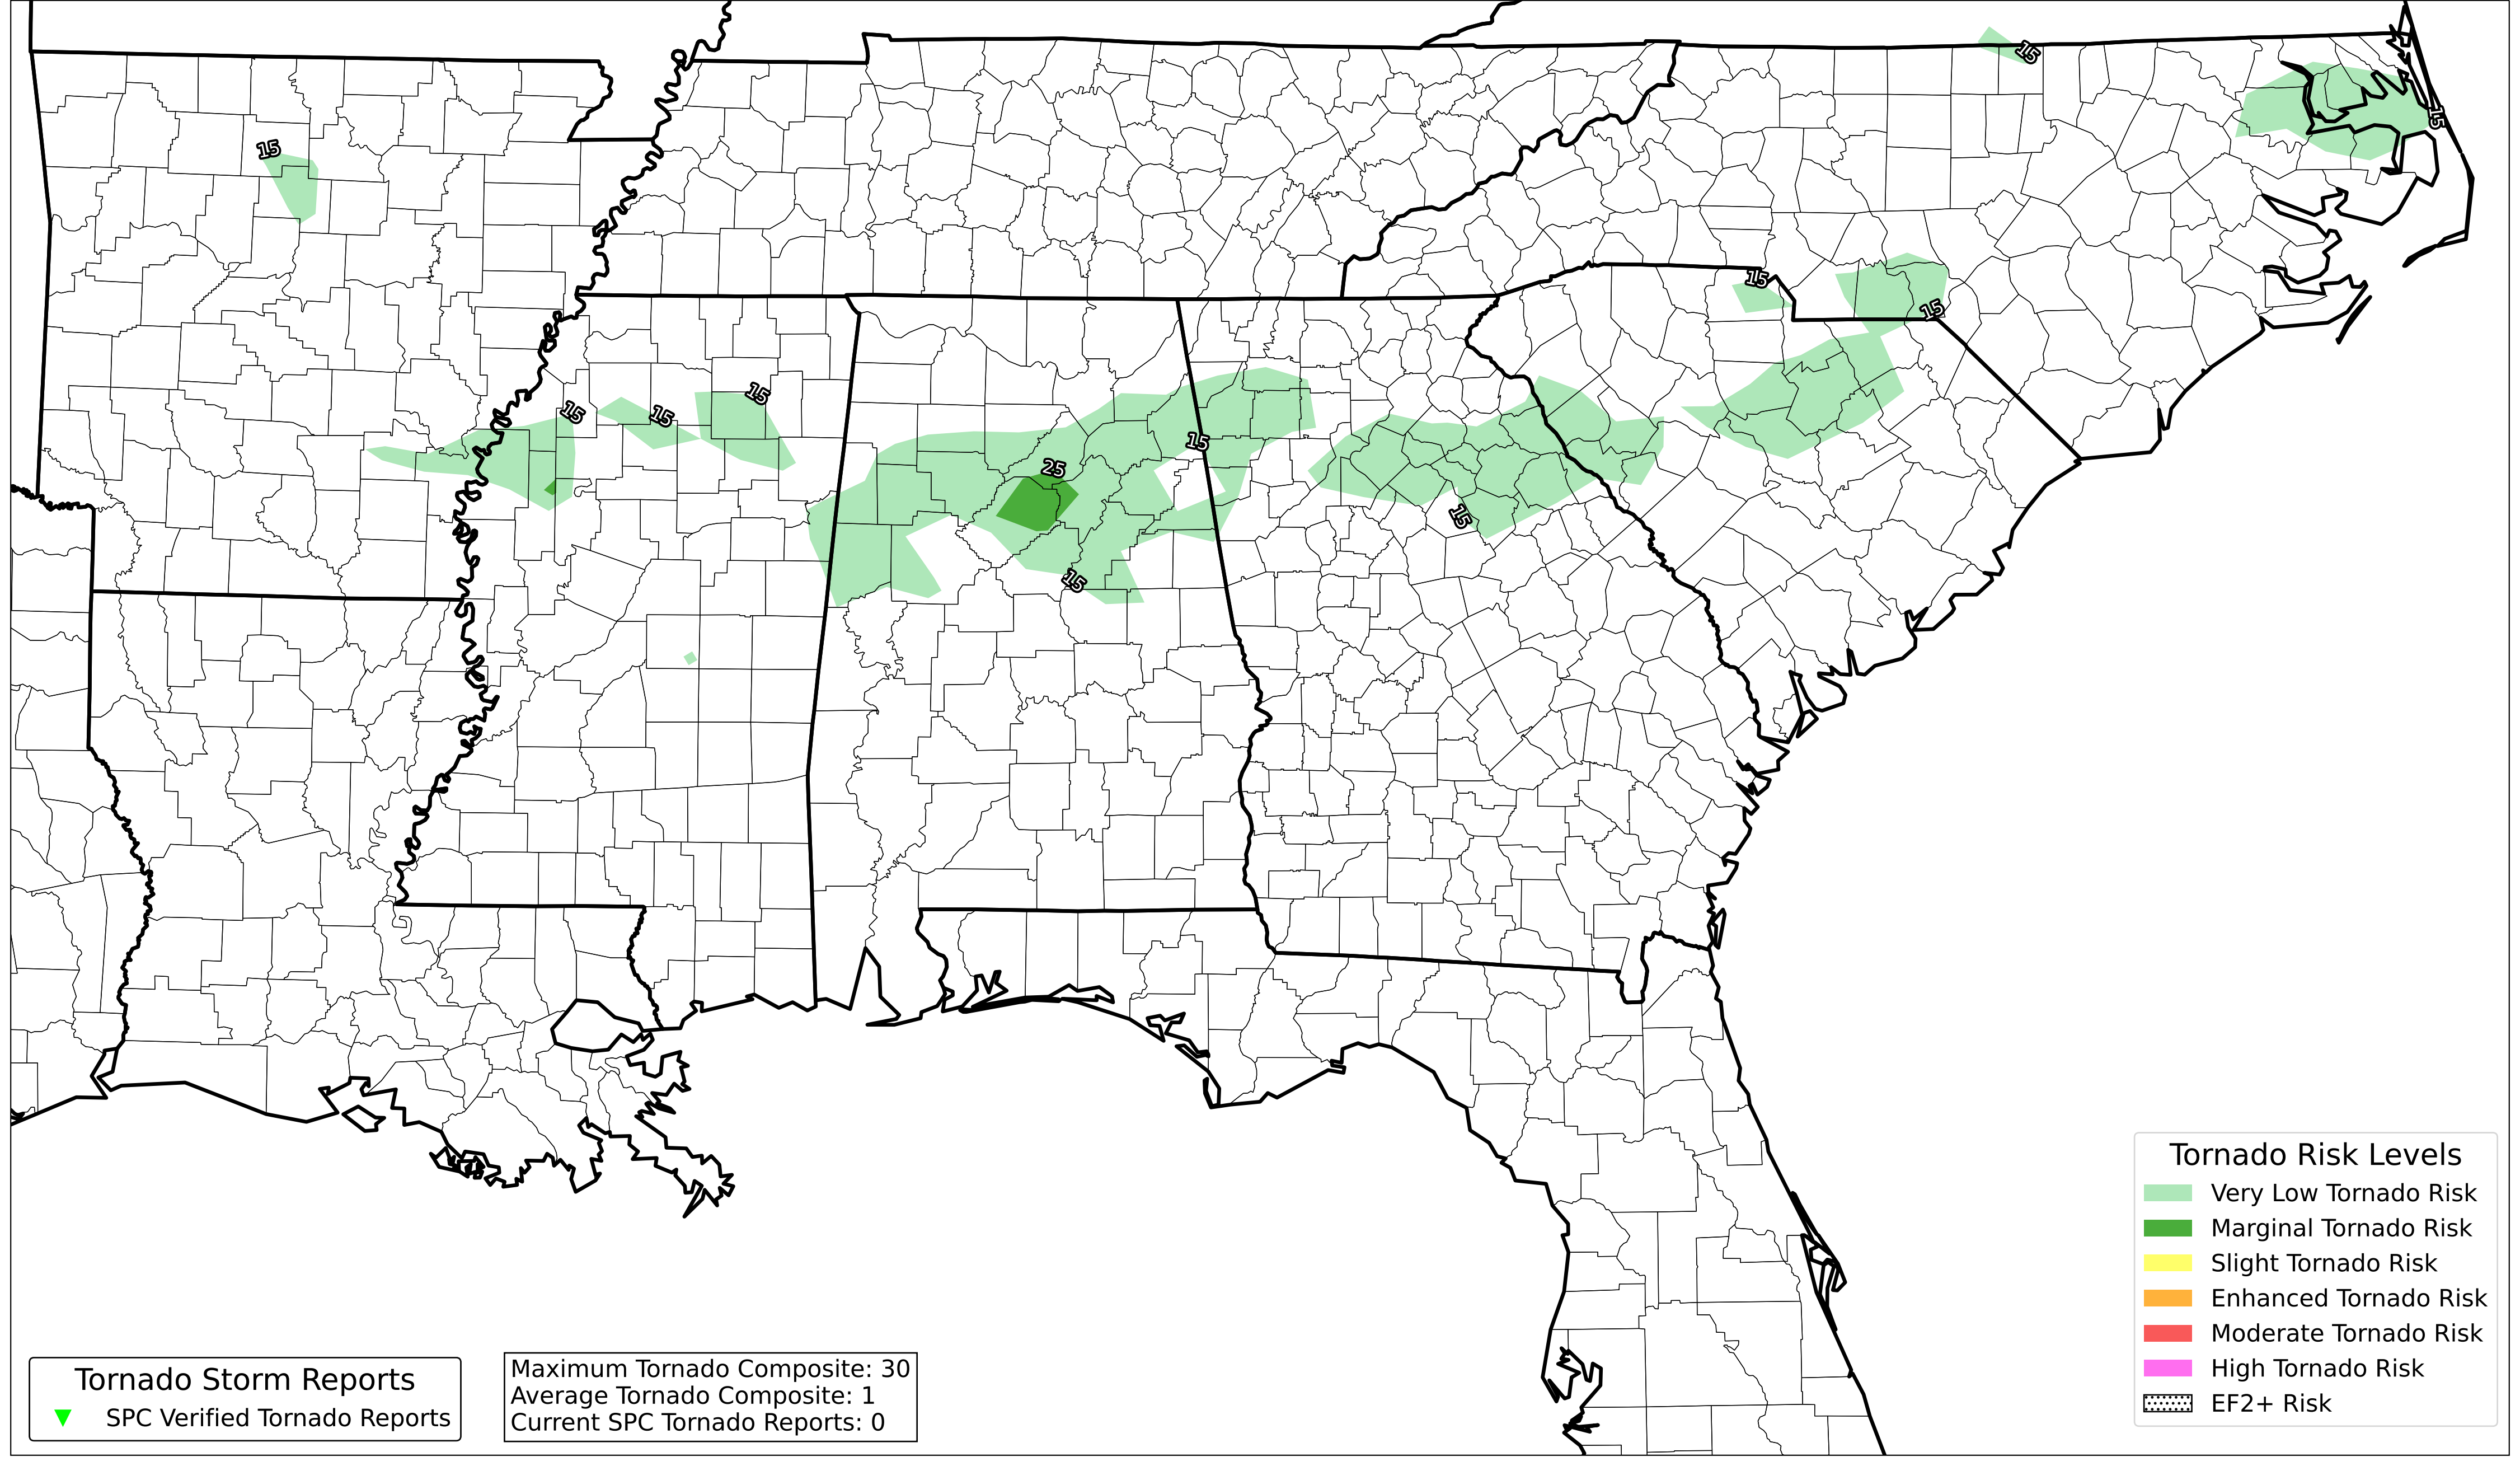 15
15
15
15
15
15
15
15
15
15
25
15
15
Tornado Risk Levels
Very Low Tornado Risk
Marginal Tornado Risk
Slight Tornado Risk
Enhanced Tornado Risk
Moderate Tornado Risk
High Tornado Risk
EF2+ Risk
Tornado Storm Reports
SPC Verified Tornado Reports
Maximum Tornado Composite: 30
Average Tornado Composite: 1
Current SPC Tornado Reports: 0